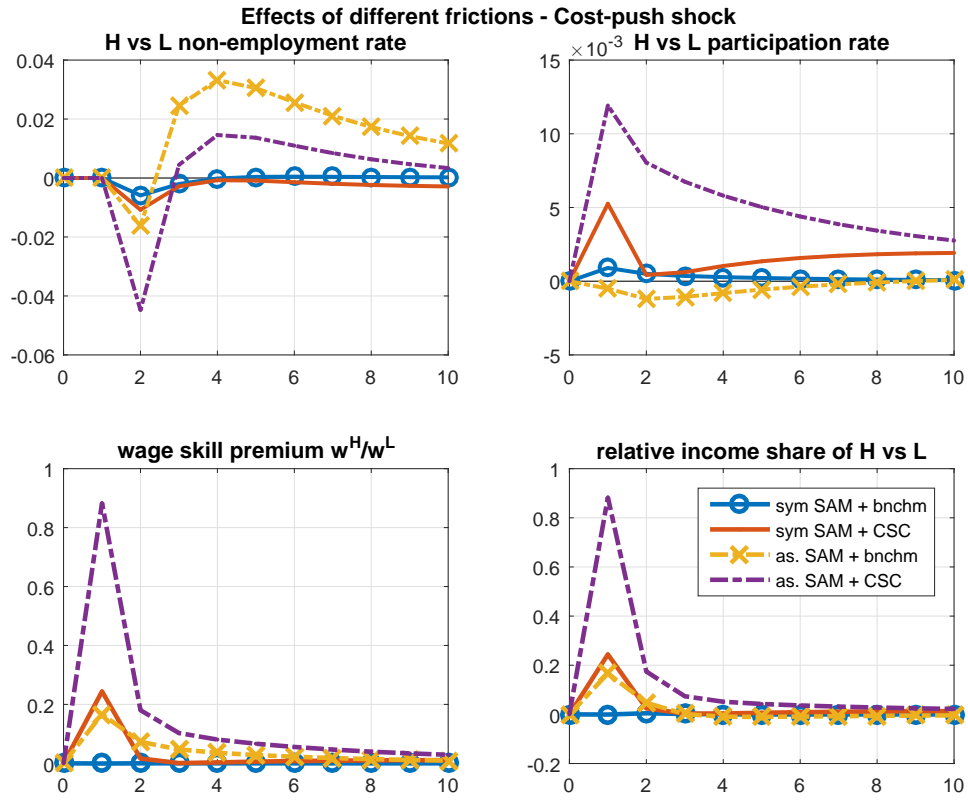 Effects of different frictions - Cost-push shock
H vs L non-employment rate
0.04
0.02
0
-0.02
-0.04
-0.06
0 2 4 6 8 10
×10⁻³ H vs L participation rate
15
10
5
0
-5
0 2 4 6 8 10
wage skill premium w^H/w^L
1
0.8
0.6
0.4
0.2
0
0 2 4 6 8 10
relative income share of H vs L
1
0.8
0.6
0.4
0.2
0
-0.2
0 2 4 6 8 10
sym SAM + bnchm
sym SAM + CSC
as. SAM + bnchm
as. SAM + CSC